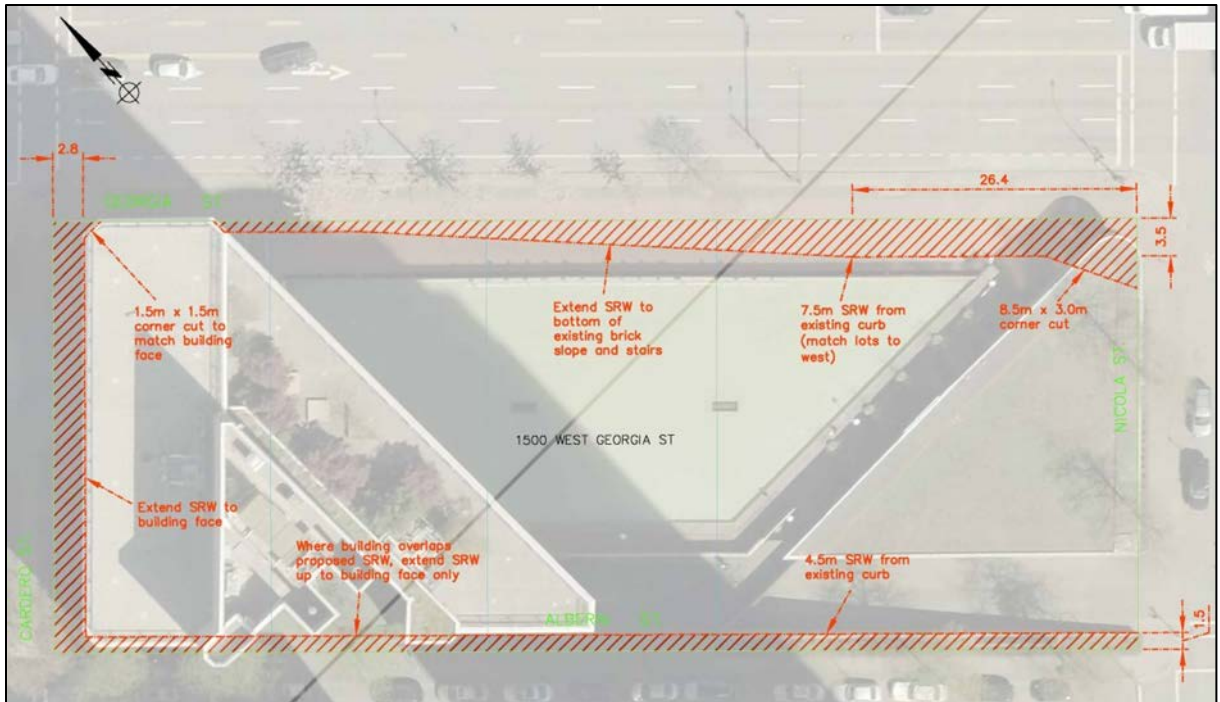 2.8
GEORGIA ST
26.4
3.5
1.5m x 1.5m
corner cut to
match building
face
Extend SRW to
bottom of
existing brick
slope and stairs
7.5m SRW from
existing curb
(match lots to
west)
8.5m x 3.0m
corner cut
NICOLA ST.
1500 WEST GEORGIA ST
Extend SRW to
building face
Where building overlaps
proposed SRW, extend SRW
up to building face only
4.5m SRW from
existing curb
CARDERO ST.
ALBERNI ST.
1.5